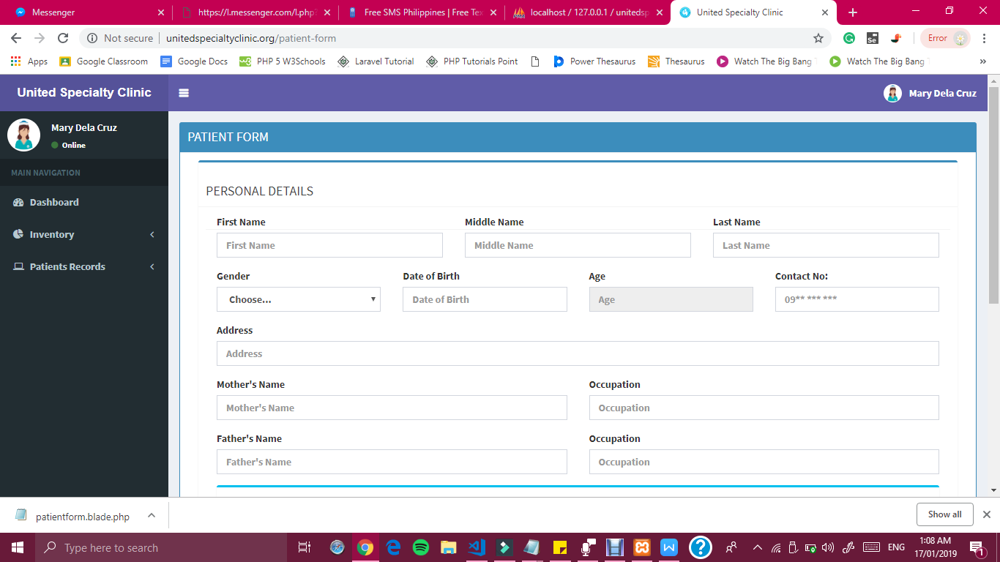 Messenger
https://l.messenger.com/l.php?
Free SMS Philippines | Free Tex
localhost / 127.0.0.1 / unitedsp
United Specialty Clinic
Not secure
unitedspecialtyclinic.org/patient-form
Se
Error
Apps
Google Classroom
Google Docs
PHP 5 W3Schools
Laravel Tutorial
PHP Tutorials Point
Power Thesaurus
Thesaurus
Watch The Big Bang
Watch The Big Bang
United Specialty Clinic
Mary Dela Cruz
Mary Dela Cruz
Online
MAIN NAVIGATION
Dashboard
Inventory
Patients Records
PATIENT FORM
PERSONAL DETAILS
First Name
Middle Name
Last Name
First Name
Middle Name
Last Name
Gender
Date of Birth
Age
Contact No:
Choose...
Date of Birth
Age
09** *** ***
Address
Address
Mother's Name
Occupation
Mother's Name
Occupation
Father's Name
Occupation
Father's Name
Occupation
patientform.blade.php
Show all
Type here to search
ENG
1:08 AM
17/01/2019
1